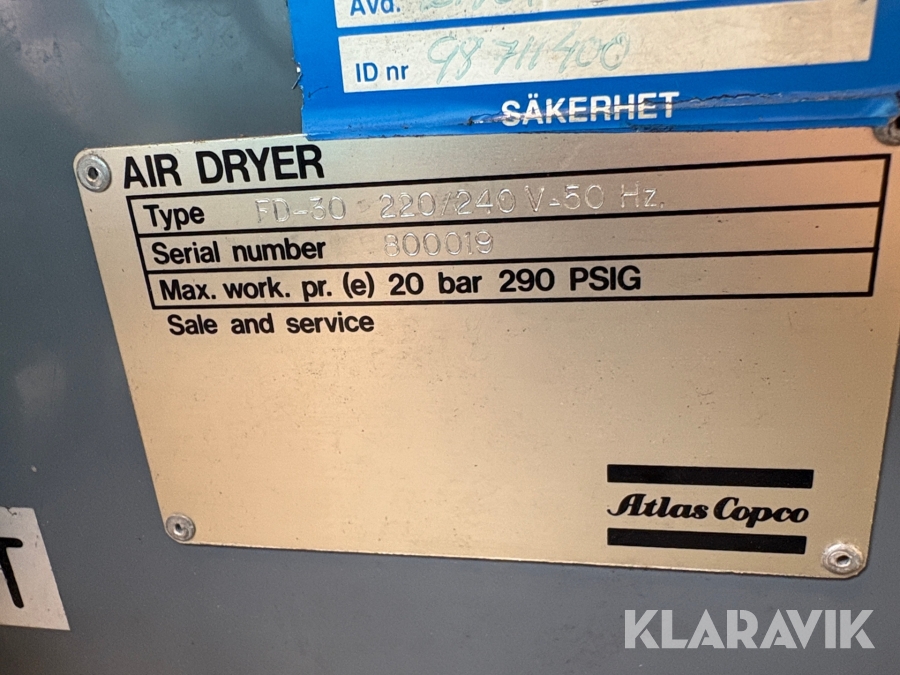 Avd.
ID nr 98 711 400
SÄKERHET
AIR DRYER
Type FD-30 220/240 V-50 Hz.
Serial number 800019
Max. work. pr. (e) 20 bar 290 PSIG
Sale and service
Atlas Copco
T
KLARAVIK